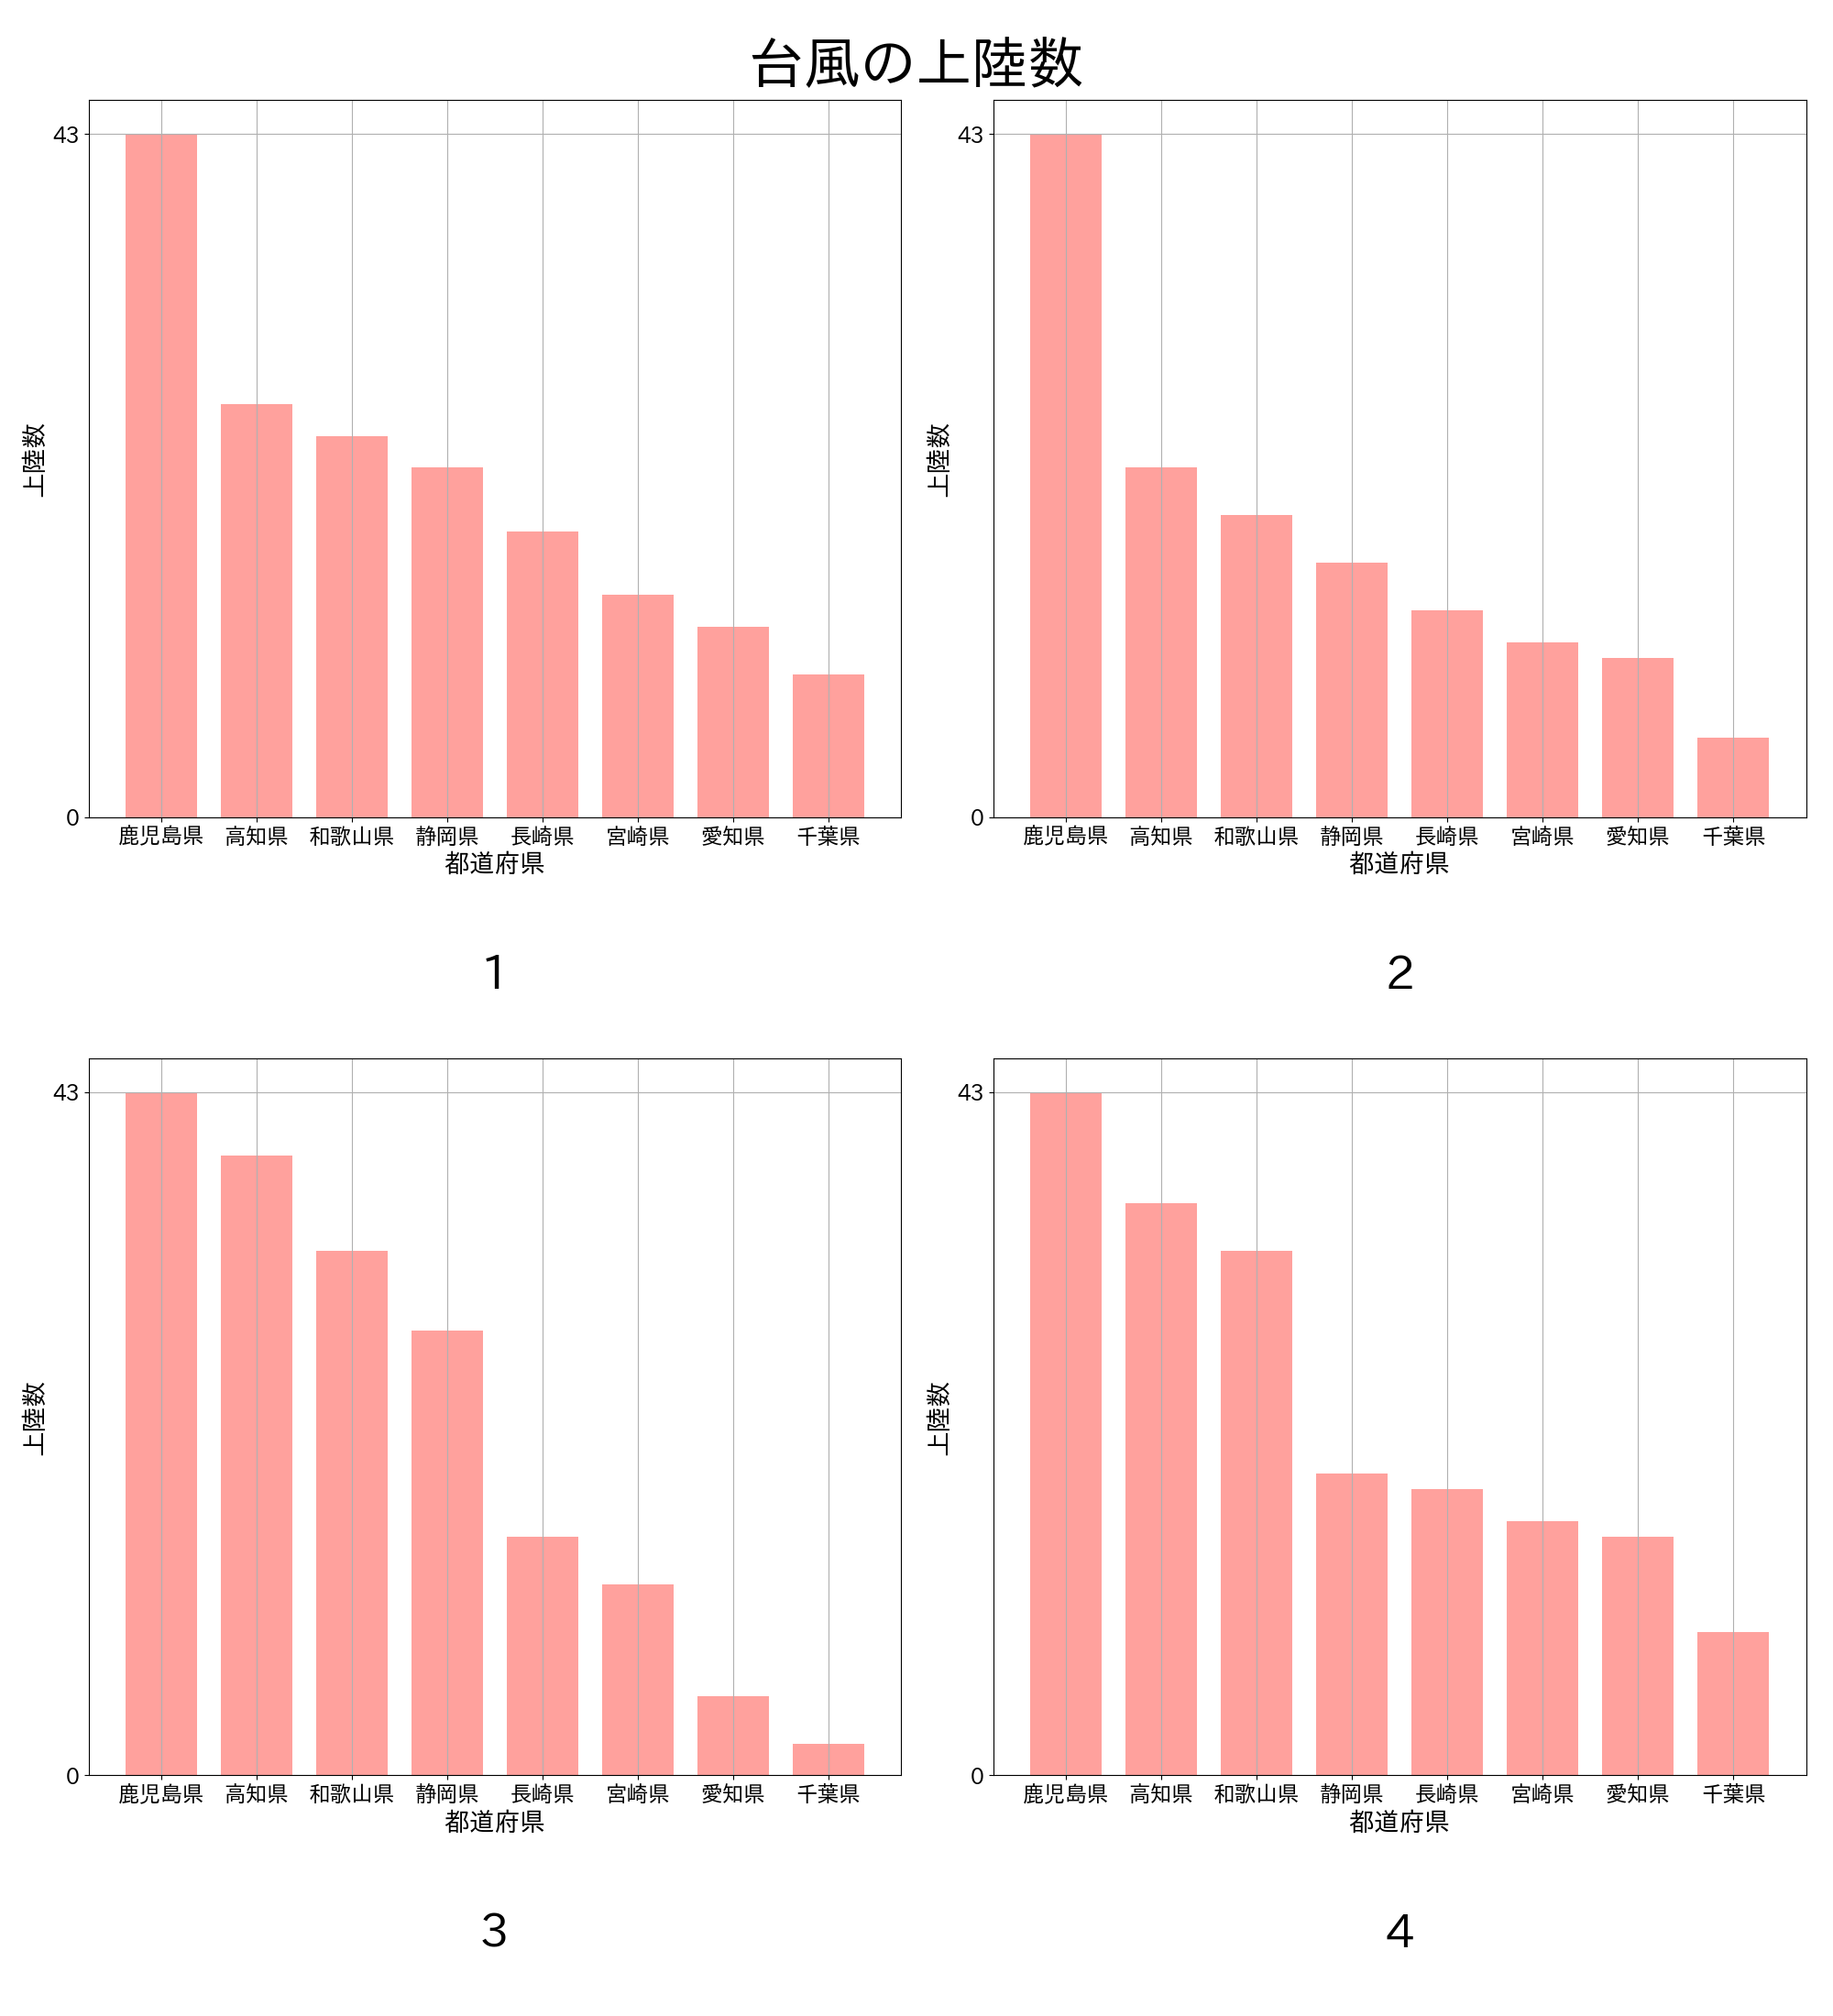 台風の上陸数
43
上陸数
0
鹿児島県 高知県 和歌山県 静岡県 長崎県 宮崎県 愛知県 千葉県
都道府県
1
43
上陸数
0
鹿児島県 高知県 和歌山県 静岡県 長崎県 宮崎県 愛知県 千葉県
都道府県
2
43
上陸数
0
鹿児島県 高知県 和歌山県 静岡県 長崎県 宮崎県 愛知県 千葉県
都道府県
3
43
上陸数
0
鹿児島県 高知県 和歌山県 静岡県 長崎県 宮崎県 愛知県 千葉県
都道府県
4